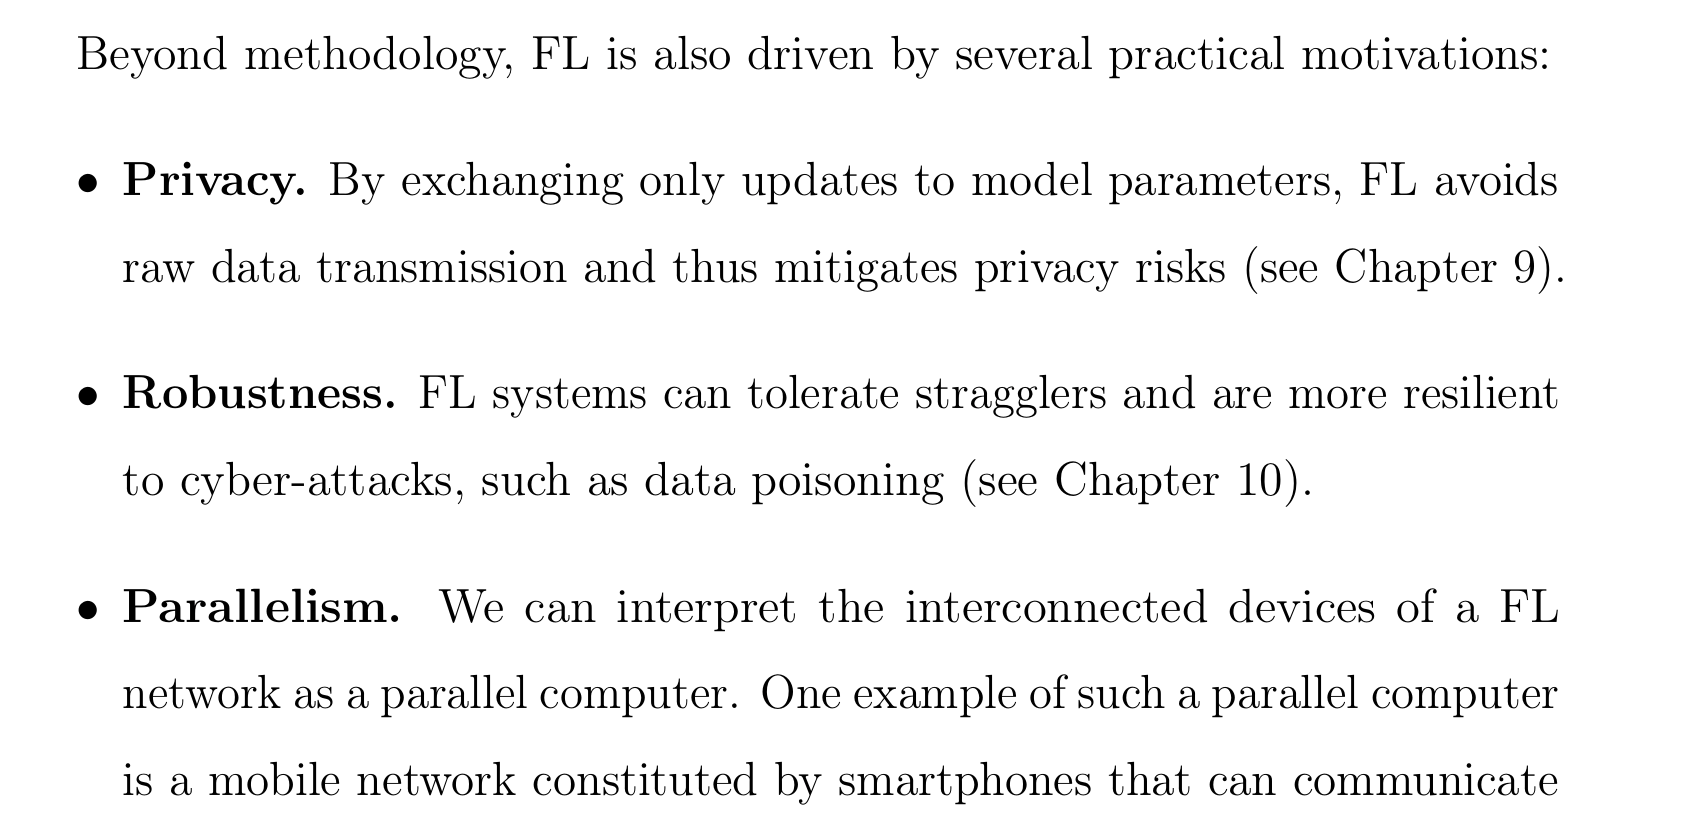 Beyond methodology, FL is also driven by several practical motivations:
• Privacy. By exchanging only updates to model parameters, FL avoids
raw data transmission and thus mitigates privacy risks (see Chapter 9).
• Robustness. FL systems can tolerate stragglers and are more resilient
to cyber-attacks, such as data poisoning (see Chapter 10).
• Parallelism. We can interpret the interconnected devices of a FL
network as a parallel computer. One example of such a parallel computer
is a mobile network constituted by smartphones that can communicate